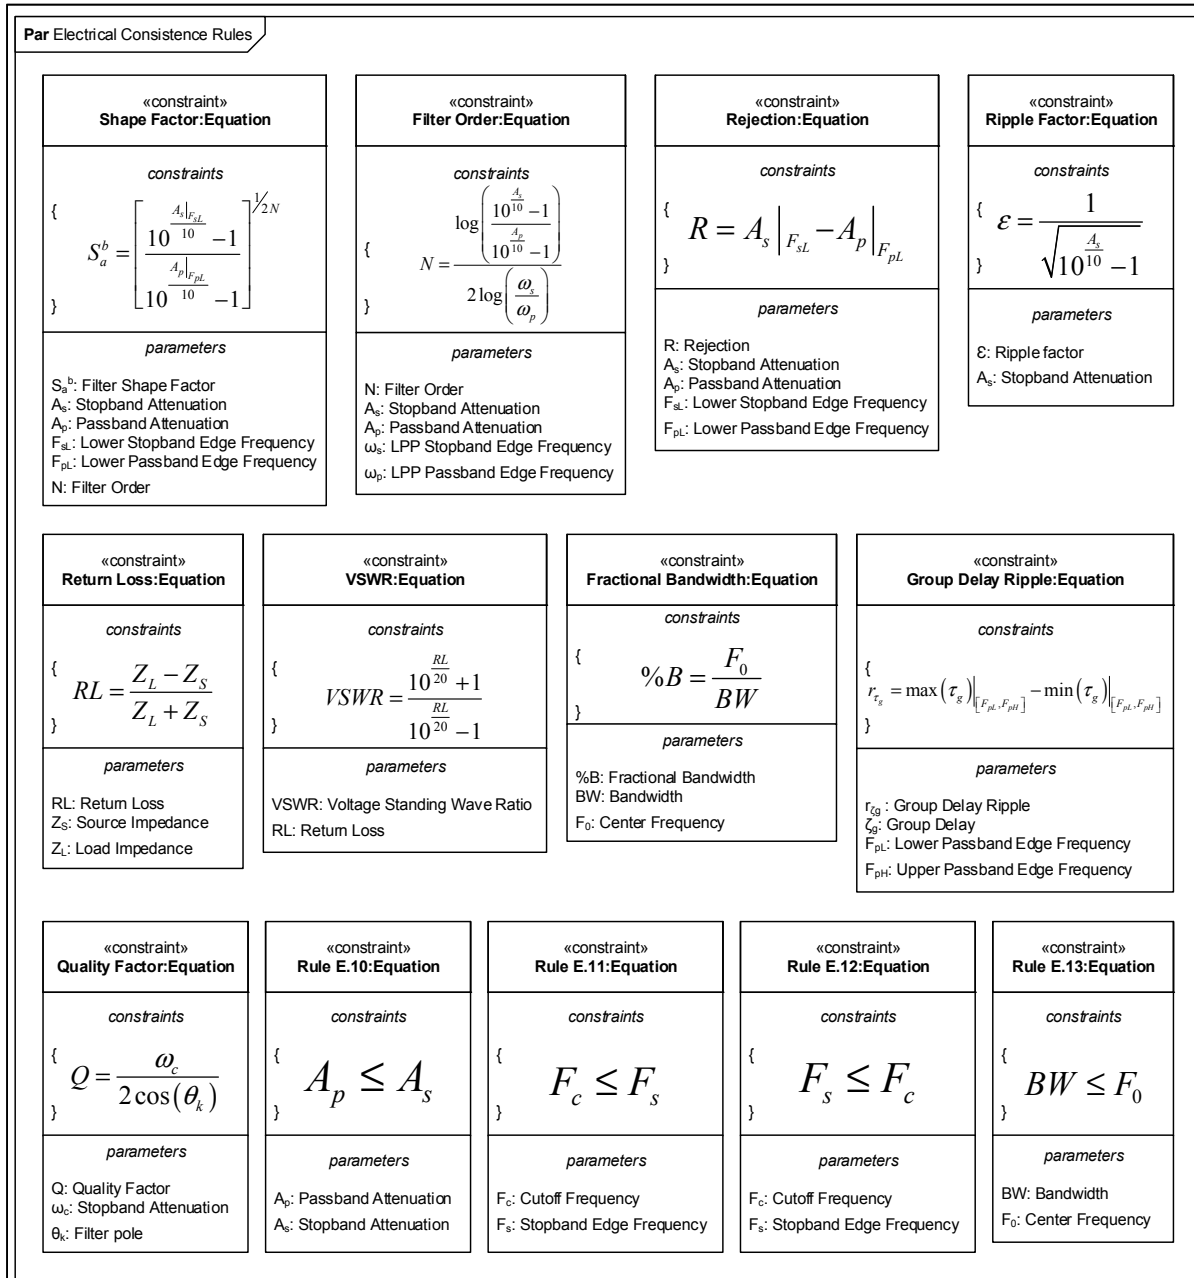 Par Electrical Consistence Rules
«constraint»
Shape Factor:Equation
constraints
{
S_a^b = [ (10^(A_s|F_sL / 10) − 1) / (10^(A_p|F_pL / 10) − 1) ]^(1/2 N)
}
parameters
S_a^b: Filter Shape Factor
A_s: Stopband Attenuation
A_p: Passband Attenuation
F_sL: Lower Stopband Edge Frequency
F_pL: Lower Passband Edge Frequency
N: Filter Order
«constraint»
Filter Order:Equation
constraints
{
N = log( (10^(A_s/10) − 1) / (10^(A_p/10) − 1) ) / (2 log(ω_s/ω_p))
}
parameters
N: Filter Order
A_s: Stopband Attenuation
A_p: Passband Attenuation
ω_s: LPP Stopband Edge Frequency
ω_p: LPP Passband Edge Frequency
«constraint»
Rejection:Equation
constraints
{
R = A_s|F_sL − A_p|F_pL
}
parameters
R: Rejection
A_s: Stopband Attenuation
A_p: Passband Attenuation
F_sL: Lower Stopband Edge Frequency
F_pL: Lower Passband Edge Frequency
«constraint»
Ripple Factor:Equation
constraints
{
ε = 1 / √(10^(A_s/10) − 1)
}
parameters
Ɛ: Ripple factor
A_s: Stopband Attenuation
«constraint»
Return Loss:Equation
constraints
{
RL = (Z_L − Z_S) / (Z_L + Z_S)
}
parameters
RL: Return Loss
Z_S: Source Impedance
Z_L: Load Impedance
«constraint»
VSWR:Equation
constraints
{
VSWR = (10^(RL/20) + 1) / (10^(RL/20) − 1)
}
parameters
VSWR: Voltage Standing Wave Ratio
RL: Return Loss
«constraint»
Fractional Bandwidth:Equation
constraints
{
%B = F_0 / BW
}
parameters
%B: Fractional Bandwidth
BW: Bandwidth
F_0: Center Frequency
«constraint»
Group Delay Ripple:Equation
constraints
{
r_τg = max(τ_g)|[F_pL, F_pH] − min(τ_g)|[F_pL, F_pH]
}
parameters
r_ζg : Group Delay Ripple
ζ_g: Group Delay
F_pL: Lower Passband Edge Frequency
F_pH: Upper Passband Edge Frequency
«constraint»
Quality Factor:Equation
constraints
{
Q = ω_c / (2 cos(θ_k))
}
parameters
Q: Quality Factor
ω_c: Stopband Attenuation
θ_k: Filter pole
«constraint»
Rule E.10:Equation
constraints
{
A_p ≤ A_s
}
parameters
A_p: Passband Attenuation
A_s: Stopband Attenuation
«constraint»
Rule E.11:Equation
constraints
{
F_c ≤ F_s
}
parameters
F_c: Cutoff Frequency
F_s: Stopband Edge Frequency
«constraint»
Rule E.12:Equation
constraints
{
F_s ≤ F_c
}
parameters
F_c: Cutoff Frequency
F_s: Stopband Edge Frequency
«constraint»
Rule E.13:Equation
constraints
{
BW ≤ F_0
}
parameters
BW: Bandwidth
F_0: Center Frequency